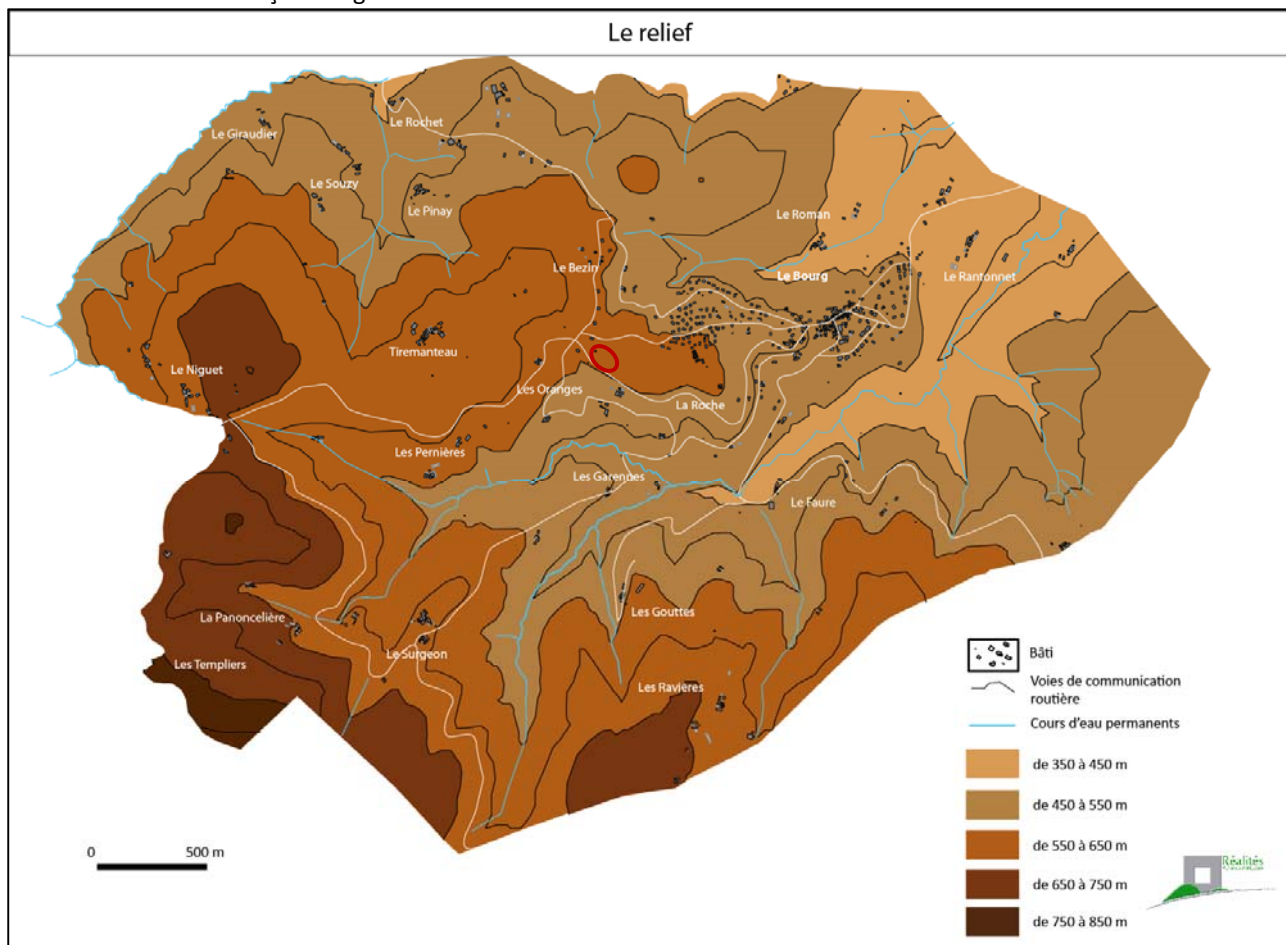 Le relief
Le Rochet
Le Giraudier
Le Souzy
Le Pinay
Le Roman
Le Bezin
Le Bourg
Le Rantonnet
Tiremanteau
Le Niguet
Les Oranges
La Roche
Les Pernières
Les Garennes
Le Faure
La Panoncelière
Les Gouttes
Le Surgeon
Les Templiers
Les Ravières
Bâti
Voies de communication
routière
Cours d'eau permanents
de 350 à 450 m
de 450 à 550 m
de 550 à 650 m
de 650 à 750 m
de 750 à 850 m
0 500 m
Réalités